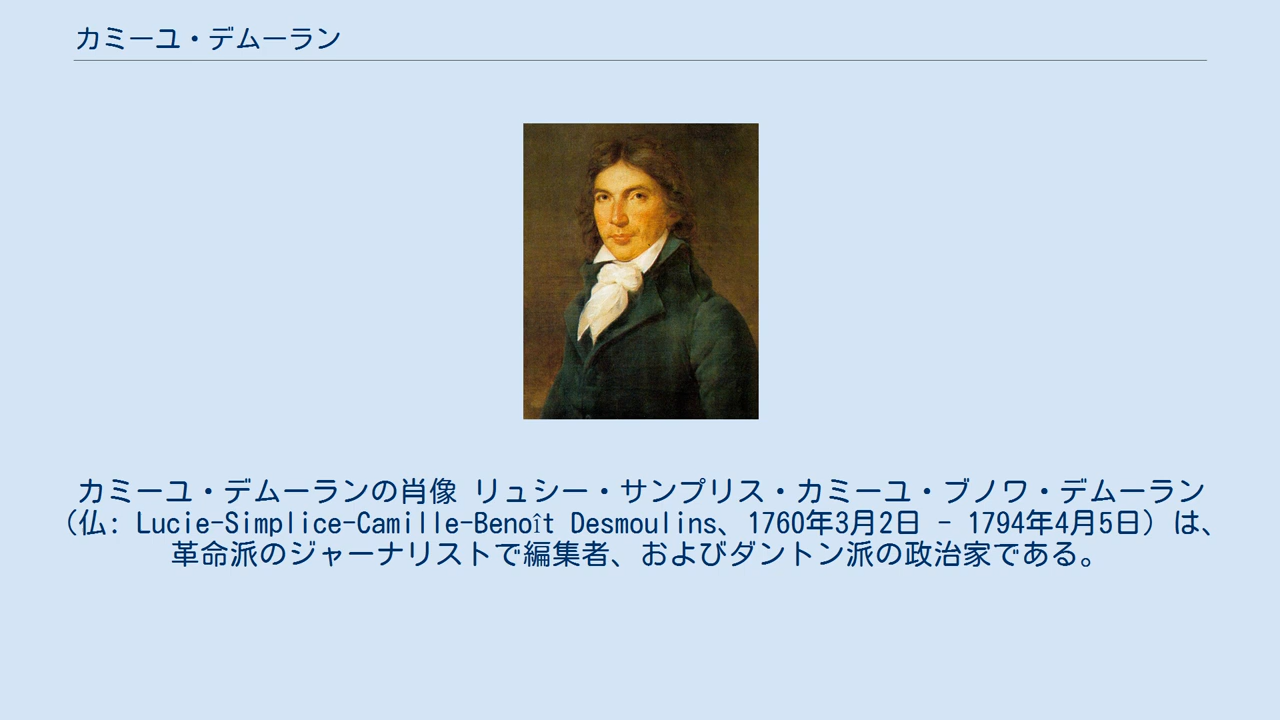 カミーユ・デムーラン
カミーユ・デムーランの肖像 リュシー・サンプリス・カミーユ・ブノワ・デムーラン
（仏: Lucie-Simplice-Camille-Benoît Desmoulins、1760年3月2日 - 1794年4月5日）は、
革命派のジャーナリストで編集者、およびダントン派の政治家である。